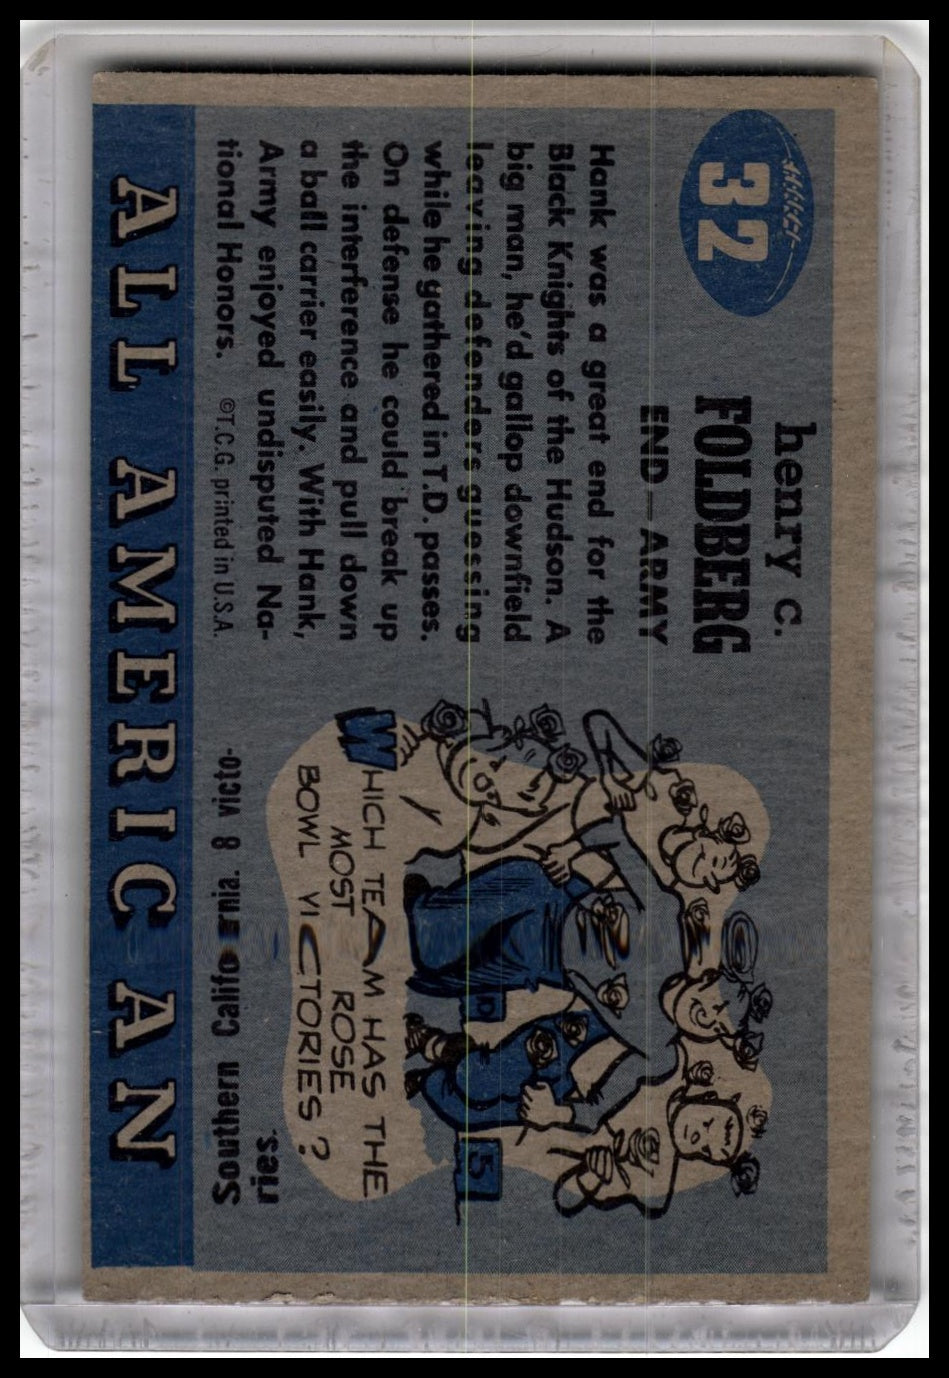 32
henry c.
FOLDBERG
END—ARMY
Hank was a great end for the
Black Knights of the Hudson. A
big man, he'd gallop downfield
leaving defenders guessing
while he gathered in T.D. passes.
On defense he could break up
the interference and pull down
a ball carrier easily. With Hank,
Army enjoyed undisputed Na-
tional Honors.
©T.C.G. printed in U.S.A.
5
WHICH TEAM HAS THE
MOST ROSE
BOWL VICTORIES?
Southern California. 8 victo-
ries.
ALL AMERICAN